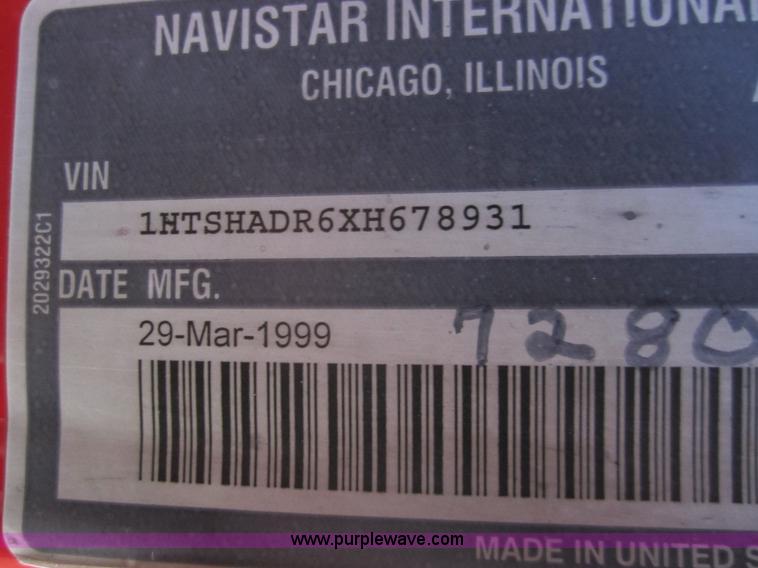 NAVISTAR INTERNATIONAL
CHICAGO, ILLINOIS
VIN
1HTSHADR6XH678931
2029322C1
DATE MFG.
29-Mar-1999
7280
www.purplewave.com
MADE IN UNITED S